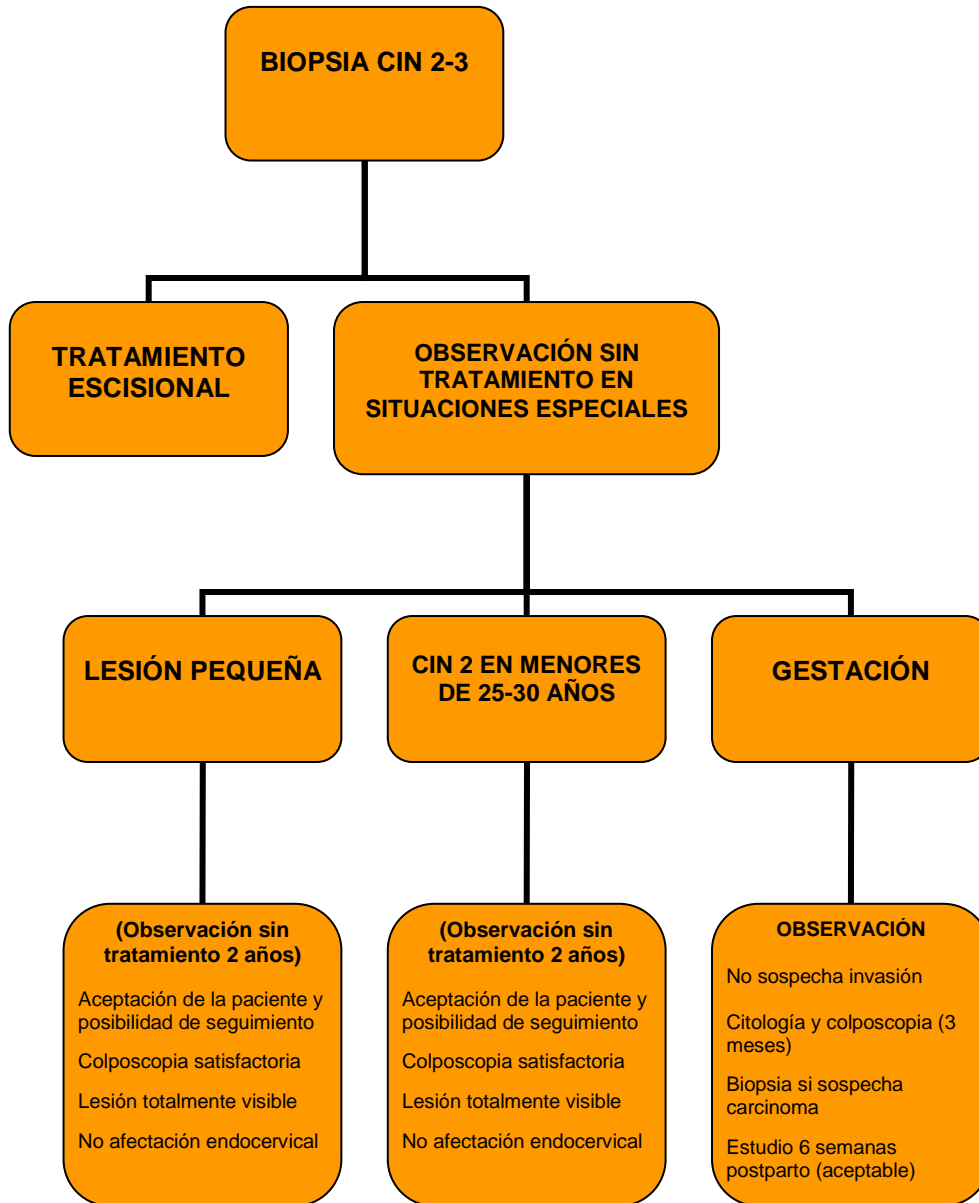 BIOPSIA CIN 2-3
TRATAMIENTO
ESCISIONAL
OBSERVACIÓN SIN
TRATAMIENTO EN
SITUACIONES ESPECIALES
LESIÓN PEQUEÑA
CIN 2 EN MENORES
DE 25-30 AÑOS
GESTACIÓN
(Observación sin
tratamiento 2 años)
Aceptación de la paciente y
posibilidad de seguimiento
Colposcopia satisfactoria
Lesión totalmente visible
No afectación endocervical
(Observación sin
tratamiento 2 años)
Aceptación de la paciente y
posibilidad de seguimiento
Colposcopia satisfactoria
Lesión totalmente visible
No afectación endocervical
OBSERVACIÓN
No sospecha invasión
Citología y colposcopia (3
meses)
Biopsia si sospecha
carcinoma
Estudio 6 semanas
postparto (aceptable)